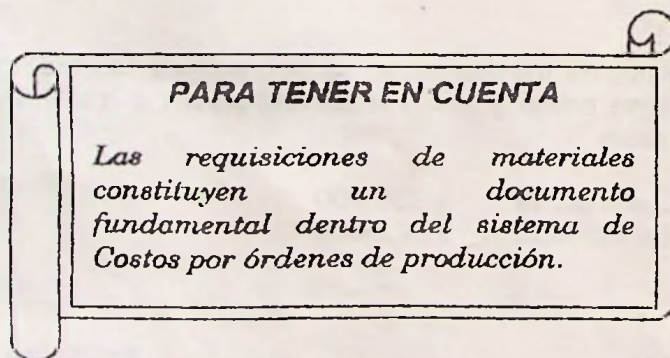 PARA TENER EN CUENTA
Las requisiciones de materiales
constituyen un documento
fundamental dentro del sistema de
Costos por órdenes de producción.